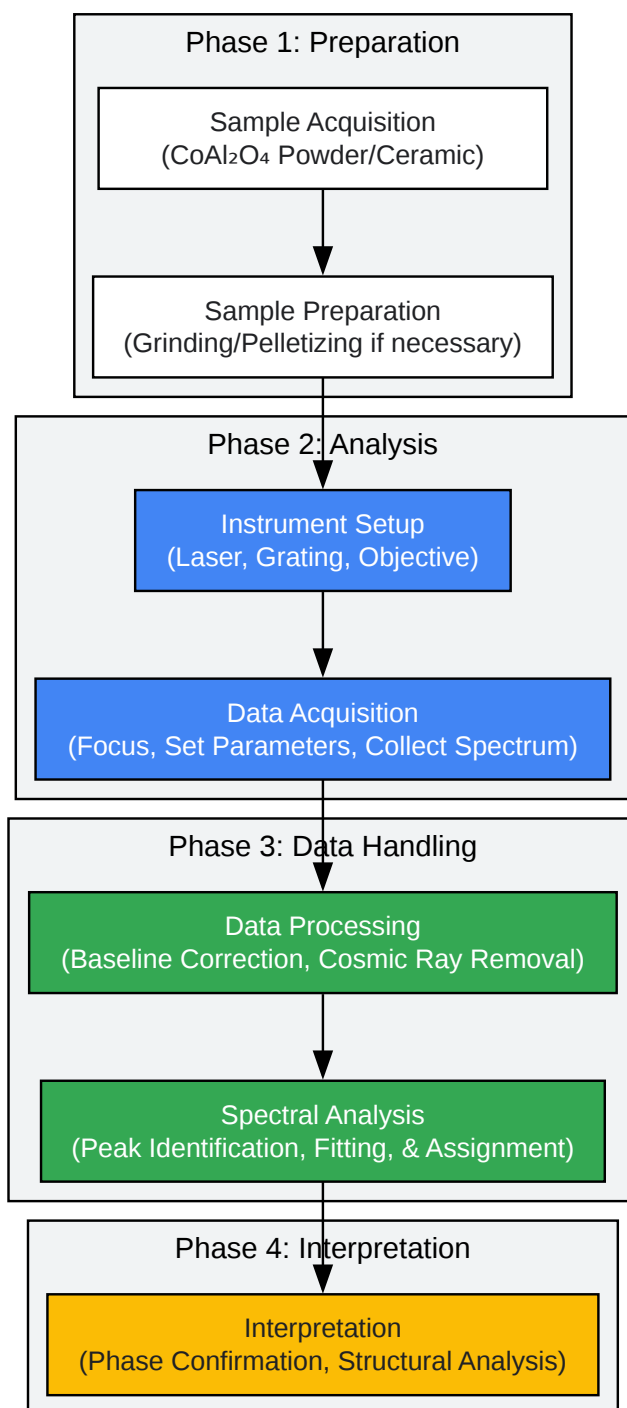 Phase 1: Preparation
Sample Acquisition
(CoAl₂O₄ Powder/Ceramic)
Sample Preparation
(Grinding/Pelletizing if necessary)
Phase 2: Analysis
Instrument Setup
(Laser, Grating, Objective)
Data Acquisition
(Focus, Set Parameters, Collect Spectrum)
Phase 3: Data Handling
Data Processing
(Baseline Correction, Cosmic Ray Removal)
Spectral Analysis
(Peak Identification, Fitting, & Assignment)
Phase 4: Interpretation
Interpretation
(Phase Confirmation, Structural Analysis)